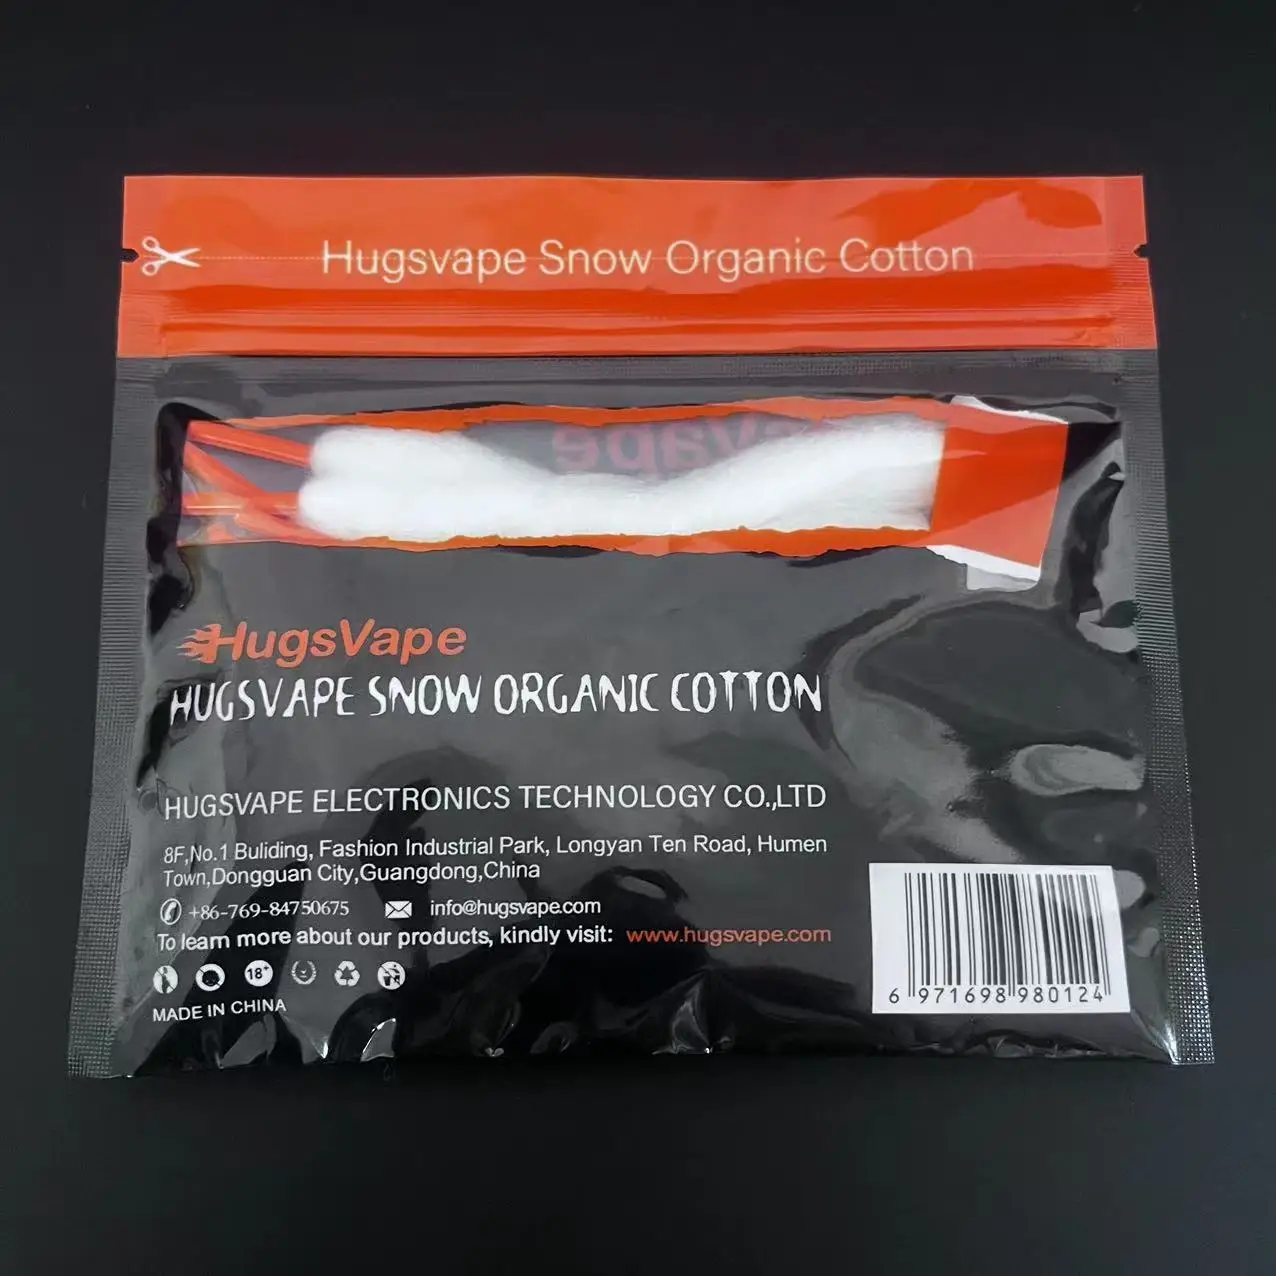 Hugsvape Snow Organic Cotton
Vape
HugsVape
HUGSVAPE SNOW ORGANIC COTTON
HUGSVAPE ELECTRONICS TECHNOLOGY CO.,LTD
8F,No.1 Buliding, Fashion Industrial Park, Longyan Ten Road, Humen
Town,Dongguan City,Guangdong,China
+86-769-84750675 info@hugsvape.com
To learn more about our products, kindly visit: www.hugsvape.com
18+
MADE IN CHINA
6 971698 980124